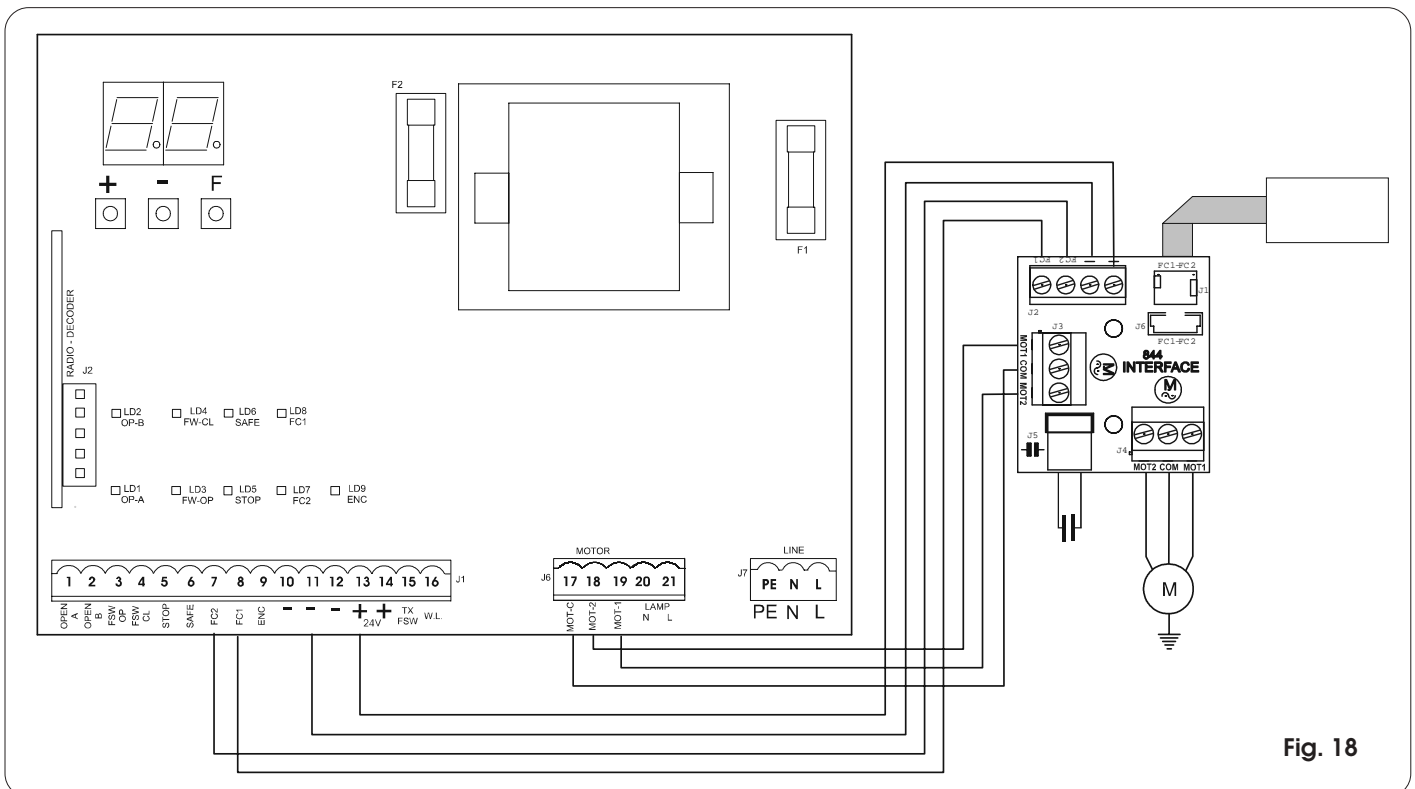 F2
F1
+ - F
RADIO - DECODER
J2
LD2
OP-B
LD4
FW-CL
LD6
SAFE
LD8
FC1
LD1
OP-A
LD3
FW-OP
LD5
STOP
LD7
FC2
LD9
ENC
1 2 3 4 5 6 7 8 9 10 11 12 13 14 15 16
J1
OPEN A
OPEN B
FSW OP
FSW CL
STOP
SAFE
FC2
FC1
ENC
- - -
+ +
24V
TX FSW
W.L.
MOTOR
J6
17 18 19 20 21
MOT-C
MOT-2
MOT-1
LAMP
N L
LINE
J7
PE N L
PE N L
FC1 FC2 - +
J2
FC1-FC2
J1
J6
FC1-FC2
J3
MOT1 COM MOT2
M
844
INTERFACE
M
J5
J4
MOT2 COM MOT1
M
Fig. 18